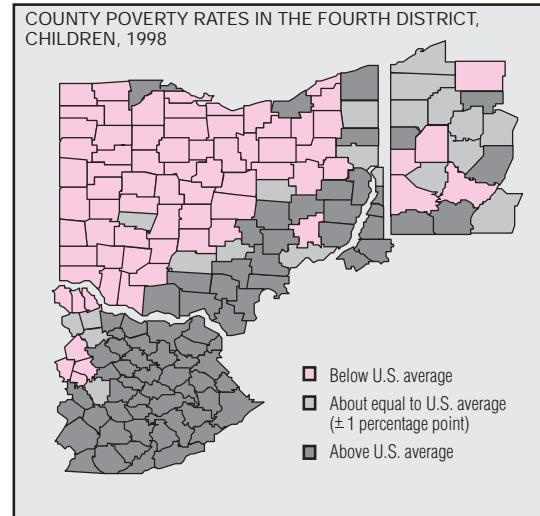 COUNTY POVERTY RATES IN THE FOURTH DISTRICT,
CHILDREN, 1998
Below U.S. average
About equal to U.S. average
(±1 percentage point)
Above U.S. average